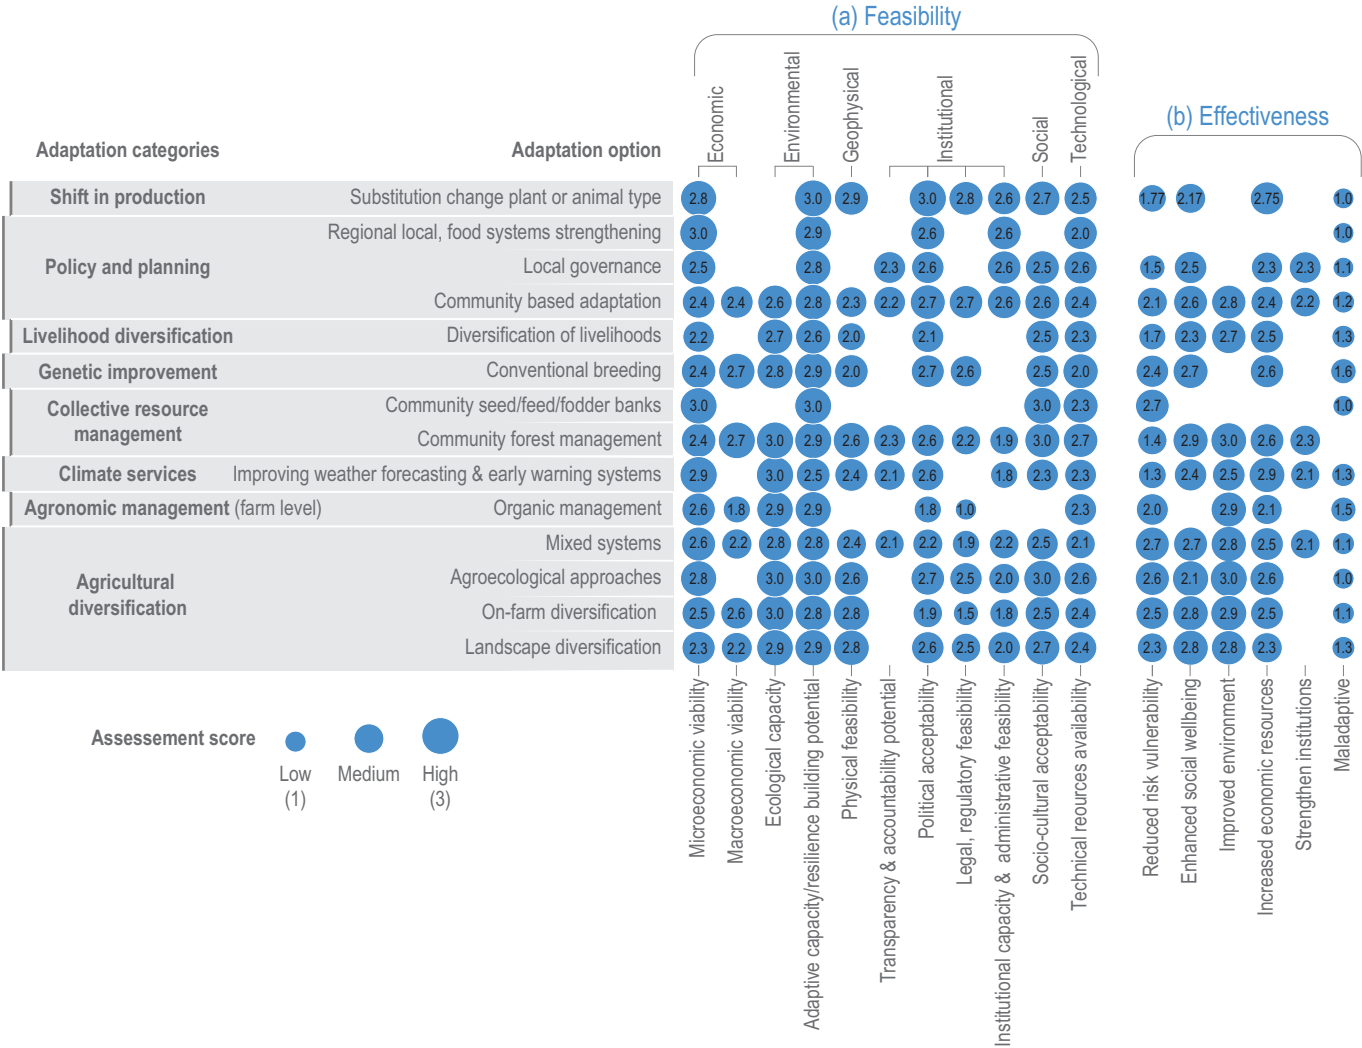 (a) Feasibility
Economic
Environmental
Geophysical
Institutional
Social
Technological
(b) Effectiveness
Adaptation categories Adaptation option
Shift in production Substitution change plant or animal type 2.8 3.0 2.9 3.0 2.8 2.6 2.7 2.5 1.77 2.17 2.75 1.0
Policy and planning
Regional local, food systems strengthening 3.0 2.9 2.6 2.6 2.0 1.0
Local governance 2.5 2.8 2.3 2.6 2.6 2.5 2.6 1.5 2.5 2.3 2.3 1.1
Community based adaptation 2.4 2.4 2.6 2.8 2.3 2.2 2.7 2.7 2.6 2.6 2.4 2.1 2.6 2.8 2.4 2.2 1.2
Livelihood diversification Diversification of livelihoods 2.2 2.7 2.6 2.0 2.1 2.5 2.3 1.7 2.3 2.7 2.5 1.3
Genetic improvement Conventional breeding 2.4 2.7 2.8 2.9 2.0 2.7 2.6 2.5 2.0 2.4 2.7 2.6 1.6
Collective resource
management
Community seed/feed/fodder banks 3.0 3.0 3.0 2.3 2.7 1.0
Community forest management 2.4 2.7 3.0 2.9 2.6 2.3 2.6 2.2 1.9 3.0 2.7 1.4 2.9 3.0 2.6 2.3
Climate services Improving weather forecasting & early warning systems 2.9 3.0 2.5 2.4 2.1 2.6 1.8 2.3 2.3 1.3 2.4 2.5 2.9 2.1 1.3
Agronomic management (farm level) Organic management 2.6 1.8 2.9 2.9 1.8 1.0 2.3 2.0 2.9 2.1 1.5
Agricultural
diversification
Mixed systems 2.6 2.2 2.8 2.8 2.4 2.1 2.2 1.9 2.2 2.5 2.1 2.7 2.7 2.8 2.5 2.1 1.1
Agroecological approaches 2.8 3.0 3.0 2.6 2.7 2.5 2.0 3.0 2.6 2.6 2.1 3.0 2.6 1.0
On-farm diversification 2.5 2.6 3.0 2.8 2.8 1.9 1.5 1.8 2.5 2.4 2.5 2.8 2.9 2.5 1.1
Landscape diversification 2.3 2.2 2.9 2.9 2.8 2.6 2.5 2.0 2.7 2.4 2.3 2.8 2.8 2.3 1.3
Microeconomic viability
Macroeconomic viability
Ecological capacity
Adaptive capacity/resilience building potential
Physical feasibility
Transparency & accountability potential
Political acceptability
Legal, regulatory feasibility
Institutional capacity & administrative feasibility
Socio-cultural acceptability
Technical reources availability
Reduced risk vulnerability
Enhanced social wellbeing
Improved environment
Increased economic resources
Strengthen institutions
Maladaptive
Assessement score
Low
(1)
Medium
High
(3)